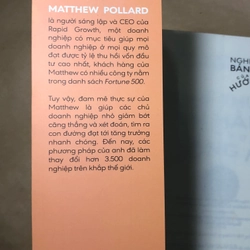 MATTHEW POLLARD
là người sáng lập và CEO của
Rapid Growth, một doanh
nghiệp có mục tiêu giúp mọi
doanh nghiệp ở mọi quy mô
đạt được tỷ lệ thu hồi vốn đầu
tư cao nhất, khách hàng của
Matthew có nhiều công ty nằm
trong danh sách Fortune 500.
Tuy vậy, đam mê thực sự của
Matthew là giúp các chủ
doanh nghiệp nhỏ giảm bớt
căng thẳng và xét đoán, tìm ra
con đường đạt tới tăng trưởng
nhanh chóng. Đến nay, các
phương pháp của anh đã làm
thay đổi hơn 3.500 doanh
nghiệp trên khắp thế giới.
NGH
BÁN
HƯỚ